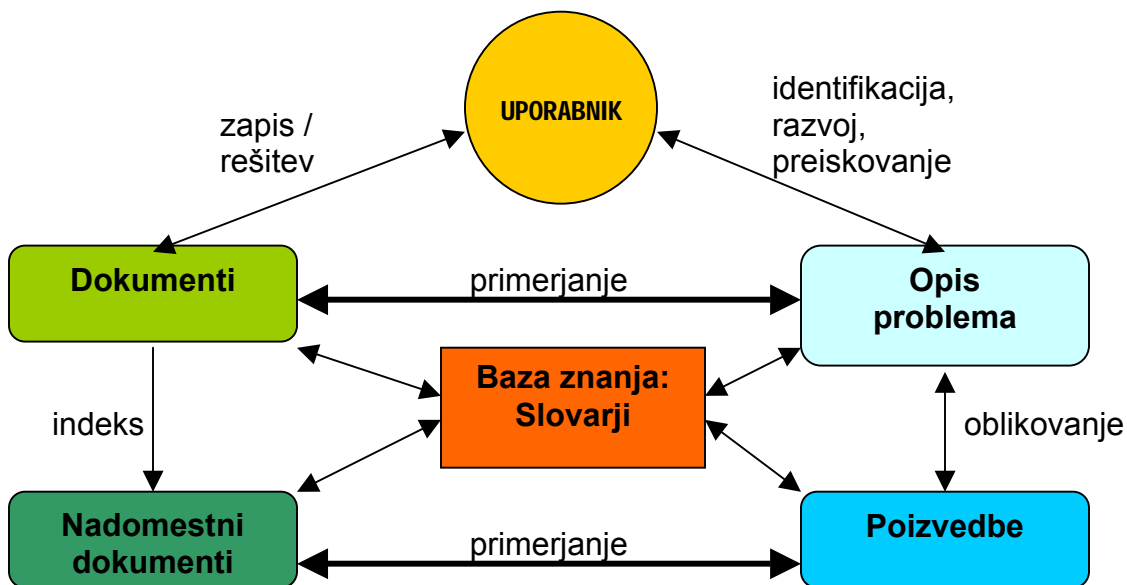 UPORABNIK
zapis /
rešitev
identifikacija,
razvoj,
preiskovanje
Dokumenti
primerjanje
Opis
problema
Baza znanja:
Slovarji
indeks
oblikovanje
Nadomestni
dokumenti
primerjanje
Poizvedbe